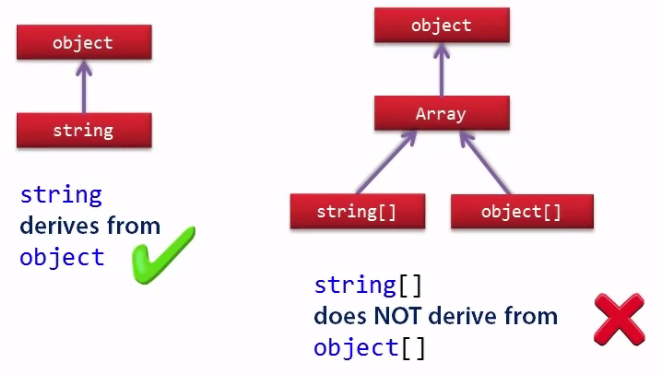 object
string
string
derives from
object
object
Array
string[]
object[]
string[]
does NOT derive from
object[]